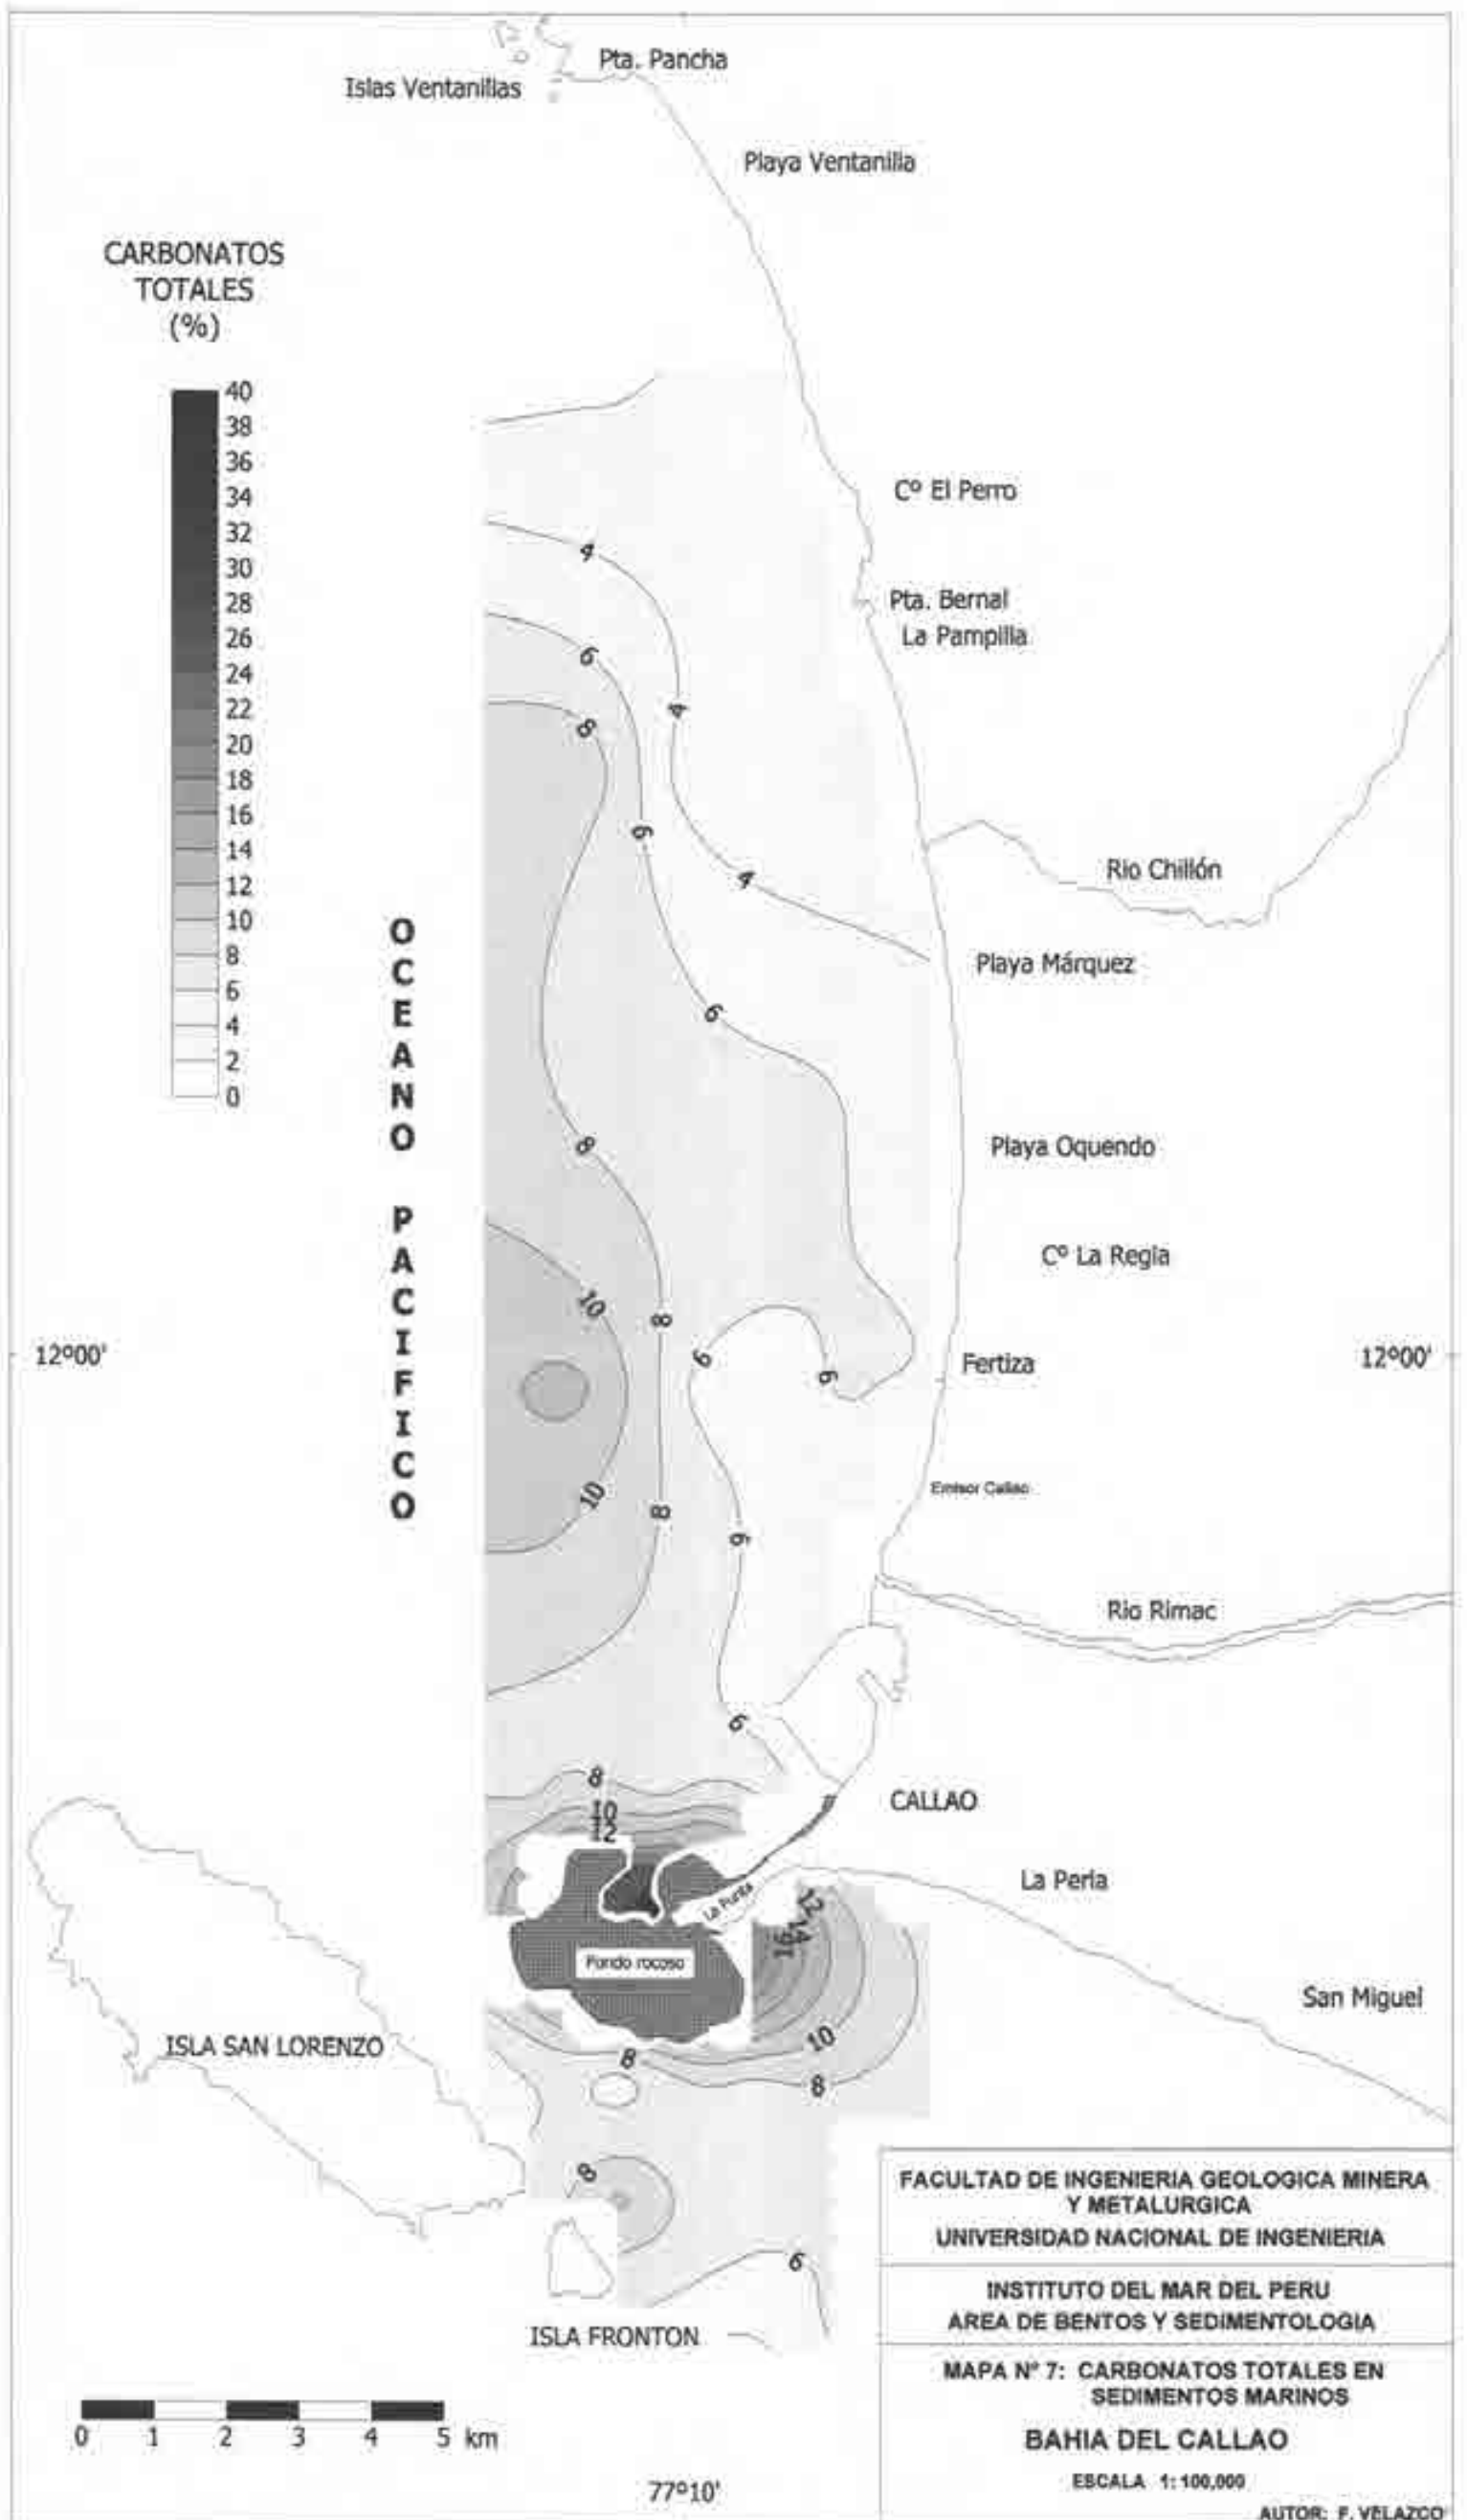 Pta. Pancha
Islas Ventanillas
Playa Ventanilla
CARBONATOS
TOTALES
(%)
40
38
36
34
32
30
28
26
24
22
20
18
16
14
12
10
8
6
4
2
0
Cº El Perro
4
Pta. Bernal
La Pampilla
6
4
8
6
Rio Chillón
4
OCEANO PACIFICO
Playa Márquez
6
8
Playa Oquendo
Cº La Regla
10
8
12º00'
6
6
Fertiza
12º00'
Emisor Callao
10
8
6
Rio Rimac
6
8
CALLAO
10
12
La Perla
La Punta
12
14
16
Fondo rocoso
San Miguel
10
ISLA SAN LORENZO
8
8
8
6
ISLA FRONTON
FACULTAD DE INGENIERIA GEOLOGICA MINERA
Y METALURGICA
UNIVERSIDAD NACIONAL DE INGENIERIA
INSTITUTO DEL MAR DEL PERU
AREA DE BENTOS Y SEDIMENTOLOGIA
MAPA Nº 7: CARBONATOS TOTALES EN
SEDIMENTOS MARINOS
BAHIA DEL CALLAO
ESCALA 1:100,000
AUTOR: F. VELAZCO
0 1 2 3 4 5 km
77º10'